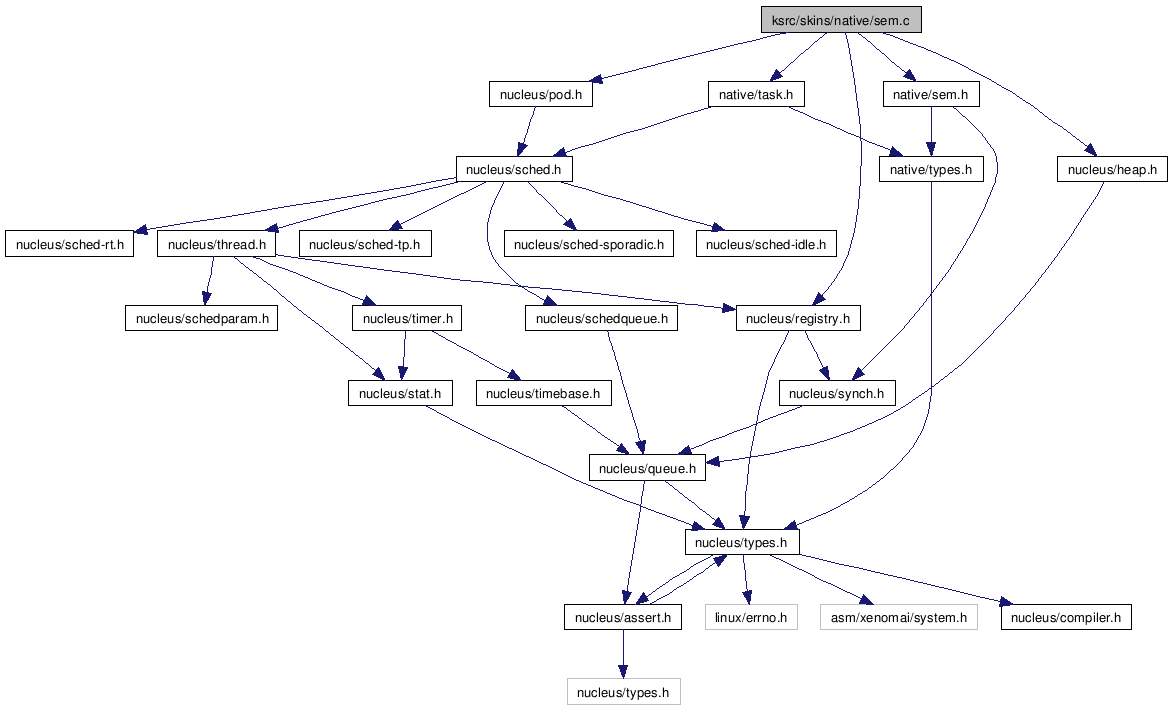 ksrc/skins/native/sem.c
nucleus/pod.h
native/task.h
native/sem.h
nucleus/sched.h
native/types.h
nucleus/heap.h
nucleus/sched-rt.h
nucleus/thread.h
nucleus/sched-tp.h
nucleus/sched-sporadic.h
nucleus/sched-idle.h
nucleus/schedparam.h
nucleus/timer.h
nucleus/schedqueue.h
nucleus/registry.h
nucleus/stat.h
nucleus/timebase.h
nucleus/synch.h
nucleus/queue.h
nucleus/types.h
nucleus/assert.h
linux/errno.h
asm/xenomai/system.h
nucleus/compiler.h
nucleus/types.h